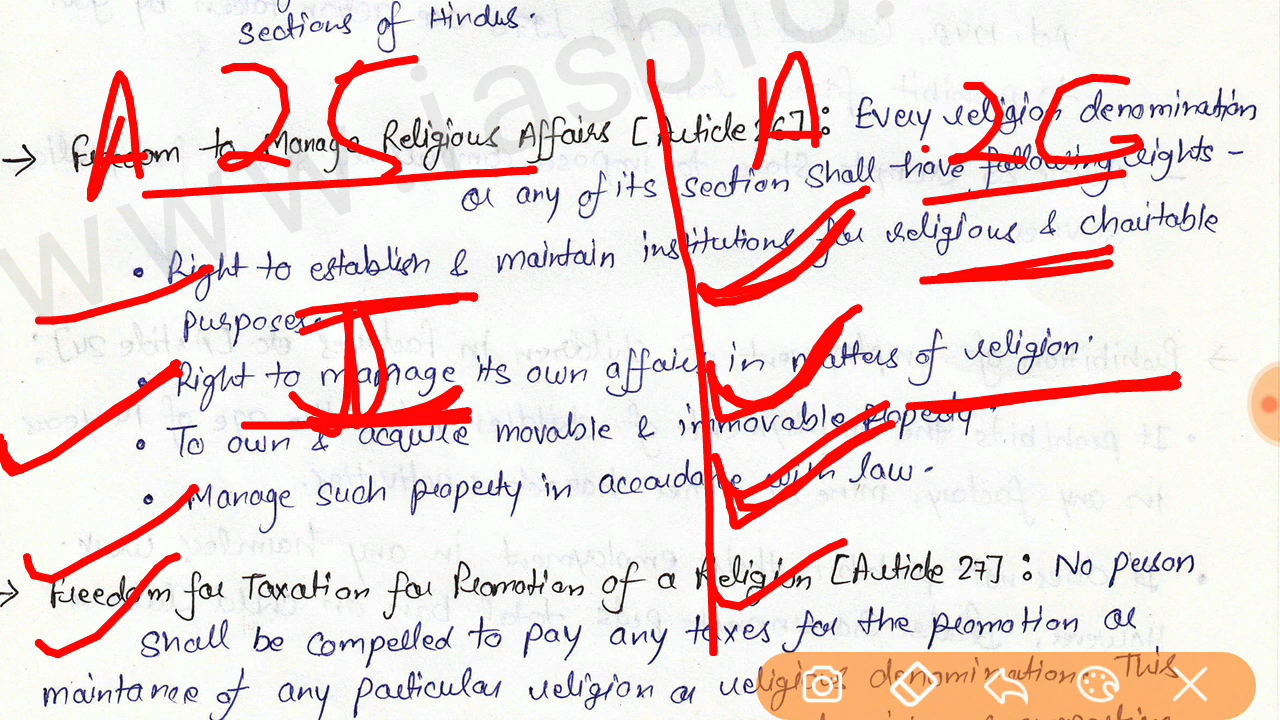 sections of Hindus.
A 25 A. 26
→ Freedom to Manage Religious Affairs [Article 26] : Every religion denomination
or any of its section shall have following rights -
• Right to establish & maintain institutions for religious & charitable
purposes.
I
• Right to manage its own affairs in matters of religion.
• To own & acquire movable & immovable property.
• Manage such property in accordance with law.
→ Freedom for Taxation for Promotion of a Religion [Article 27] : No person
shall be compelled to pay any taxes for the promotion or
maintance of any particular religion or religious denomination. This
www.iasbio.